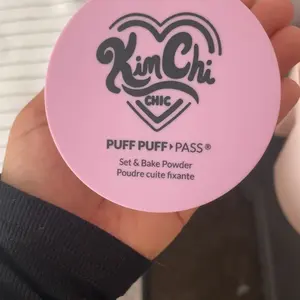 KimChi
CHIC
PUFF PUFF▸PASS®
Set & Bake Powder
Poudre cuite fixante